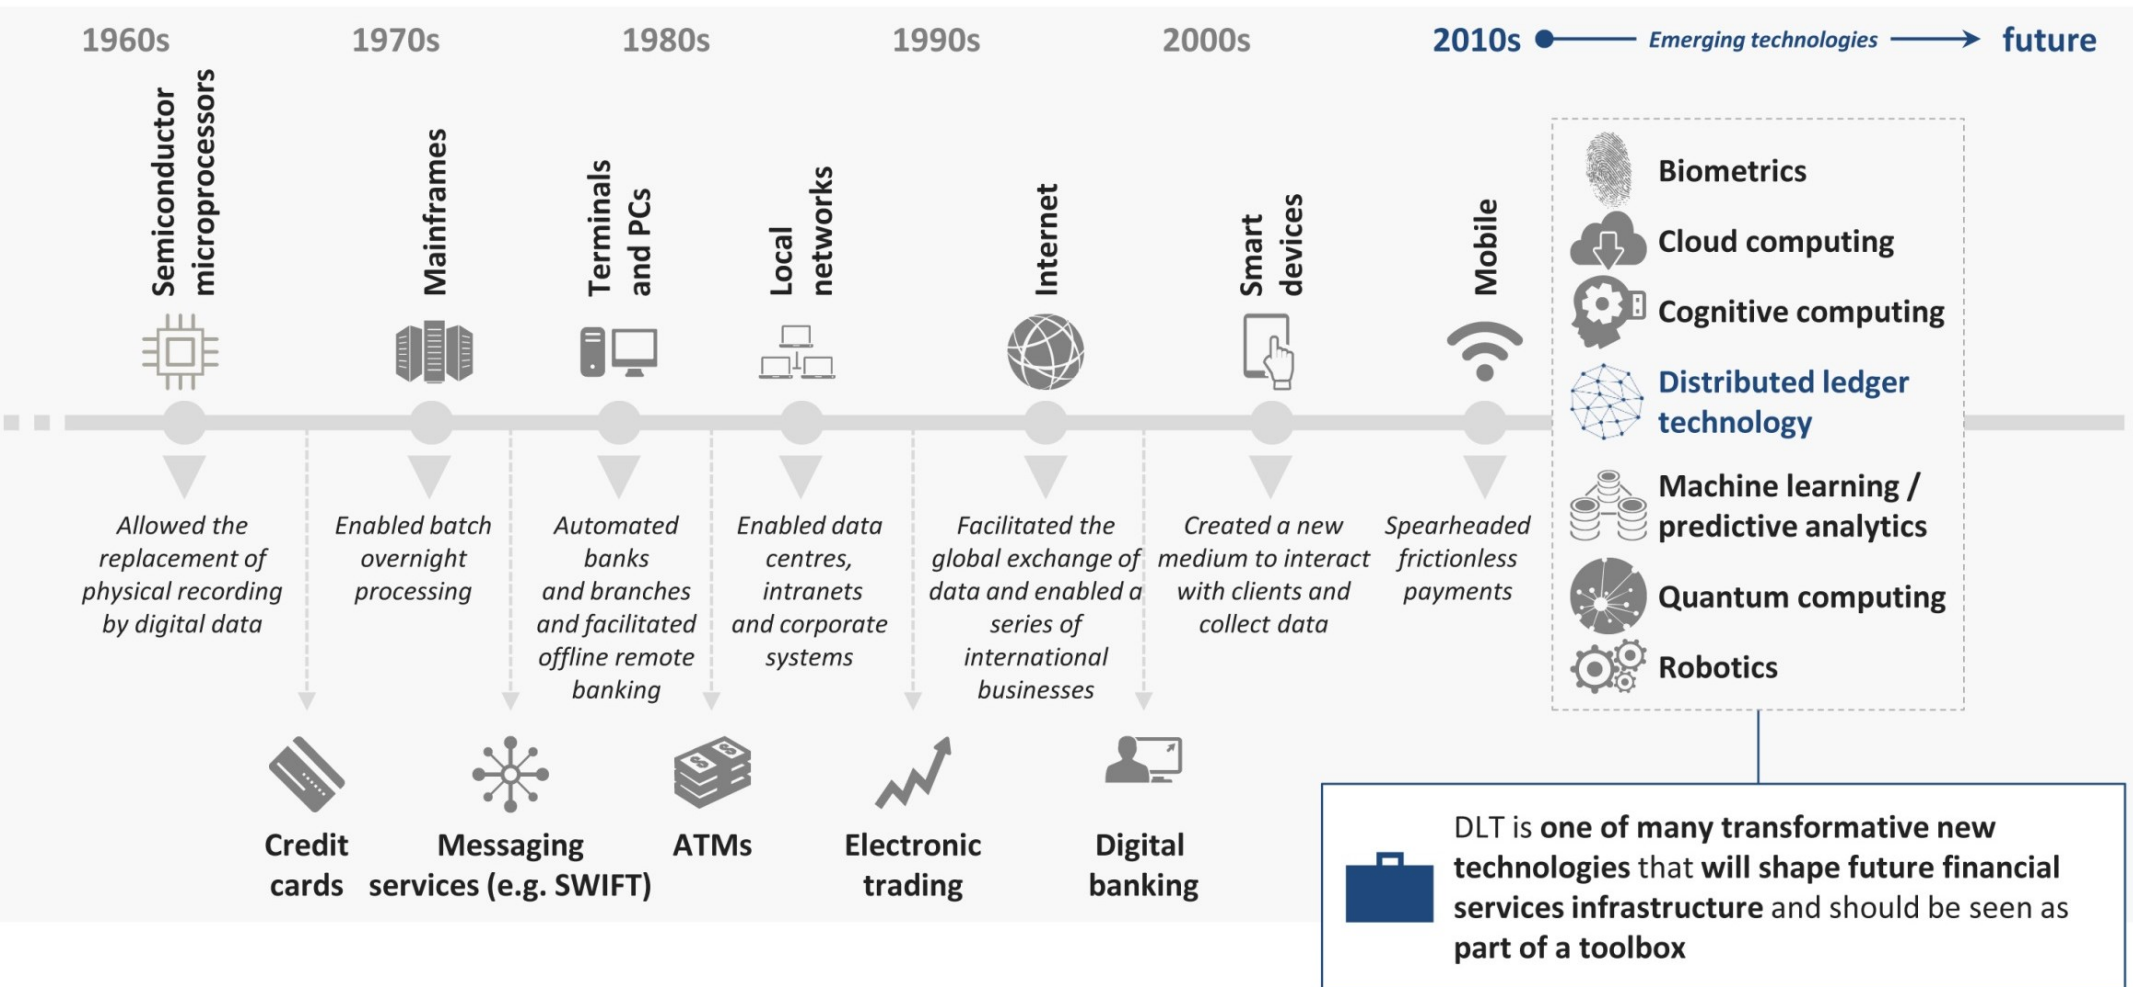 1960s
1970s
1980s
1990s
2000s
2010s
Emerging technologies
future
Semiconductor
microprocessors
Mainframes
Terminals
and PCs
Local
networks
Internet
Smart
devices
Mobile
Allowed the
replacement of
physical recording
by digital data
Enabled batch
overnight
processing
Automated
banks
and branches
and facilitated
offline remote
banking
Enabled data
centres,
intranets
and corporate
systems
Facilitated the
global exchange of
data and enabled a
series of
international
businesses
Created a new
medium to interact
with clients and
collect data
Spearheaded
frictionless
payments
Credit
cards
Messaging
services (e.g. SWIFT)
ATMs
Electronic
trading
Digital
banking
Biometrics
Cloud computing
Cognitive computing
Distributed ledger
technology
Machine learning /
predictive analytics
Quantum computing
Robotics
DLT is one of many transformative new
technologies that will shape future financial
services infrastructure and should be seen as
part of a toolbox